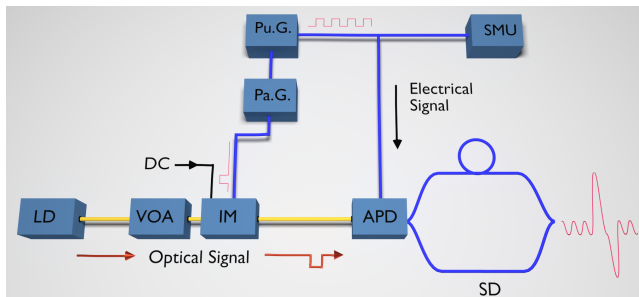 Pu.G.
SMU
Pa.G.
Electrical
Signal
DC
LD
VOA
IM
APD
Optical Signal
SD